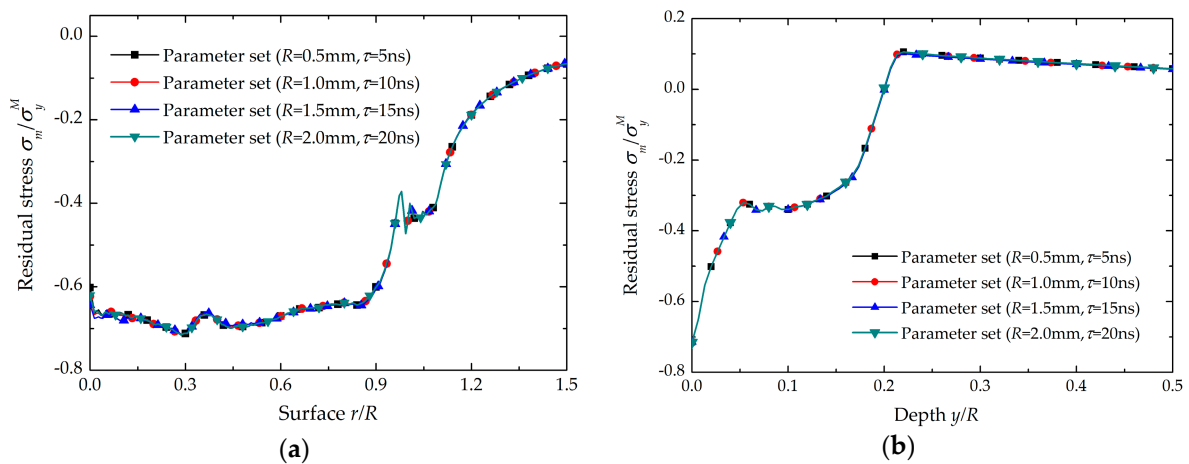 0.0
-0.2
-0.4
-0.6
-0.8
Residual stress σm/σyM
Parameter set (R=0.5mm, τ=5ns)
Parameter set (R=1.0mm, τ=10ns)
Parameter set (R=1.5mm, τ=15ns)
Parameter set (R=2.0mm, τ=20ns)
0.0 0.3 0.6 0.9 1.2 1.5
Surface r/R
(a)
0.2
0.0
-0.2
-0.4
-0.6
-0.8
Residual stress σm/σyM
Parameter set (R=0.5mm, τ=5ns)
Parameter set (R=1.0mm, τ=10ns)
Parameter set (R=1.5mm, τ=15ns)
Parameter set (R=2.0mm, τ=20ns)
0.0 0.1 0.2 0.3 0.4 0.5
Depth y/R
(b)